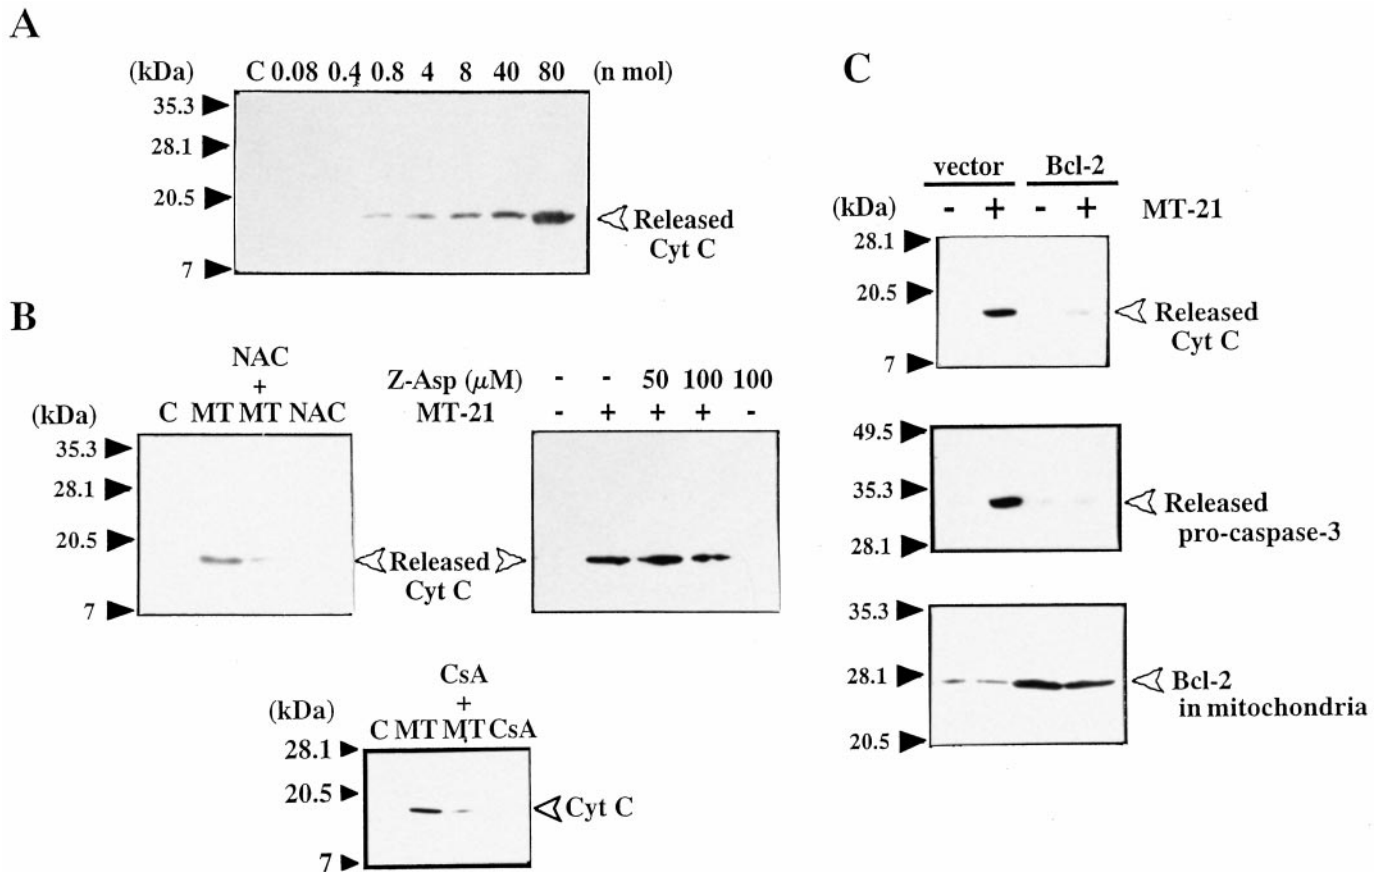 A
(kDa) C 0.08 0.4 0.8 4 8 40 80 (n mol)
35.3
28.1
20.5
7
Released
Cyt C
B
NAC
+
(kDa) C MT MT NAC
35.3
28.1
20.5
7
Released
Cyt C
Z-Asp (μM) - - 50 100 100
MT-21 - + + + -
CsA
+
(kDa) C MT MT CsA
28.1
20.5
7
Cyt C
C
vector Bcl-2
(kDa) - + - + MT-21
28.1
20.5
7
Released
Cyt C
49.5
35.3
28.1
Released
pro-caspase-3
35.3
28.1
20.5
Bcl-2
in mitochondria